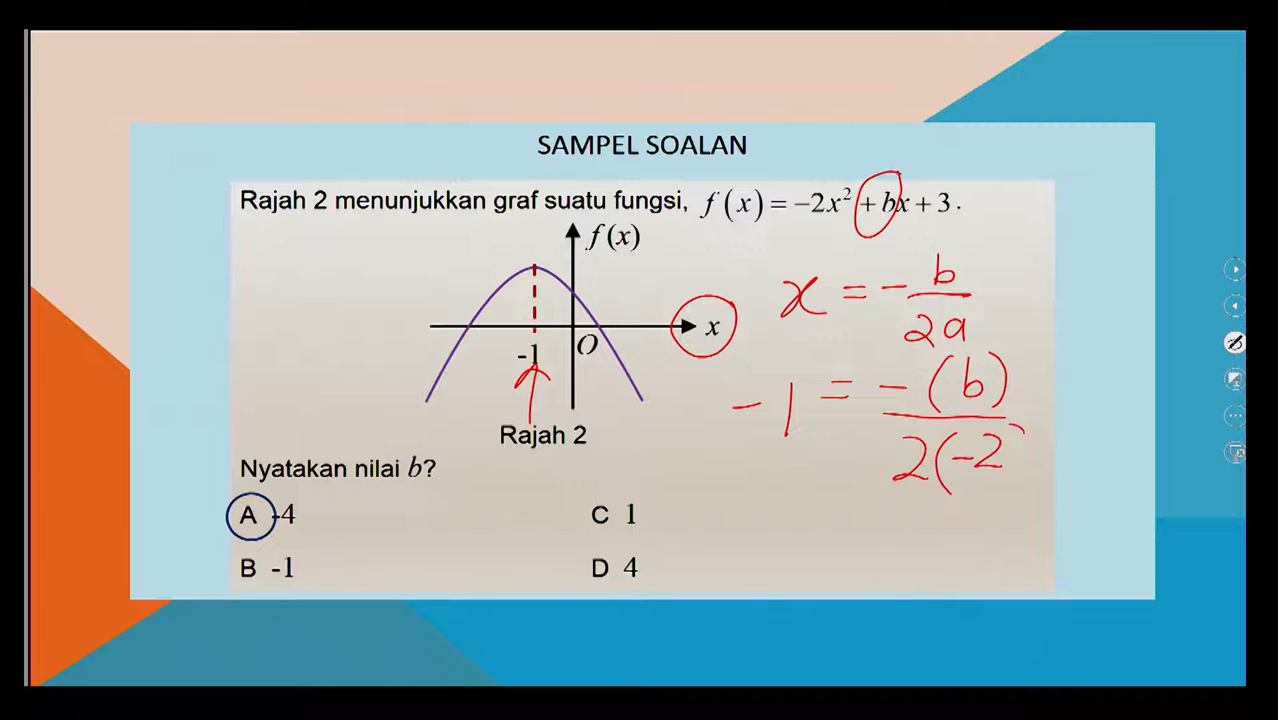 SAMPEL SOALAN
Rajah 2 menunjukkan graf suatu fungsi, f(x) = −2x² + bx + 3 .
f(x)
x
-1 O
Rajah 2
x = - b/2a
-1 = -(b)/2(-2)
Nyatakan nilai b?
A -4 C 1
B -1 D 4